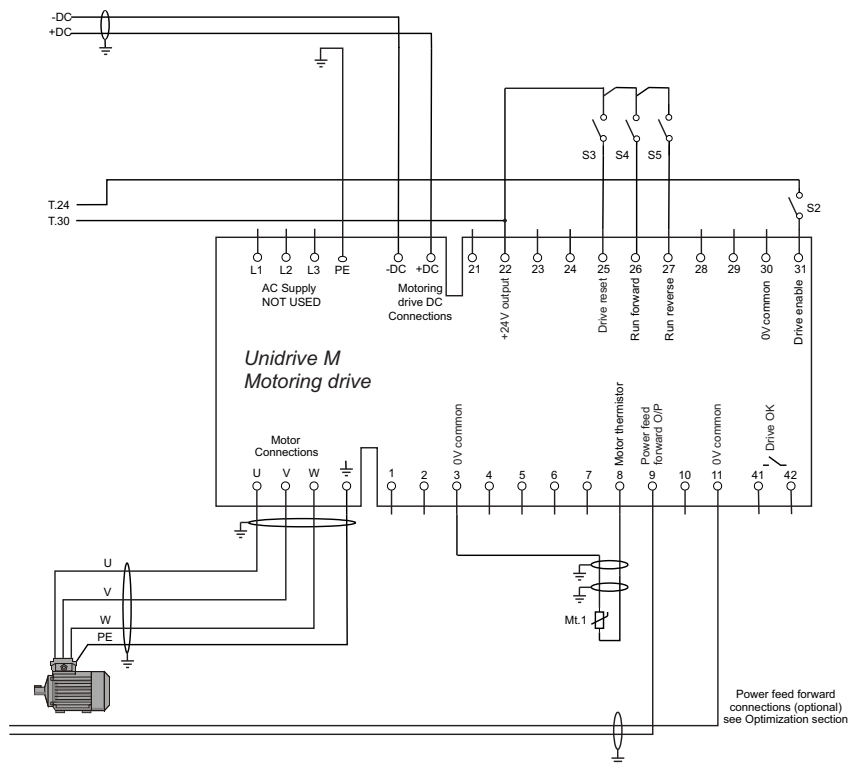 -DC
+DC
S3
S4
S5
T.24
T.30
S2
L1
L2
L3
PE
-DC
+DC
21
22
23
24
25
26
27
28
29
30
31
AC Supply
NOT USED
Motoring
drive DC
Connections
+24V output
Drive reset
Run forward
Run reverse
0V common
Drive enable
Unidrive M
Motoring drive
Motor
Connections
U
V
W
0V common
Motor thermistor
Power feed
forward O/P
0V common
Drive OK
1
2
3
4
5
6
7
8
9
10
11
41
42
U
V
W
PE
Mt.1
Power feed forward
connections (optional)
see Optimization section